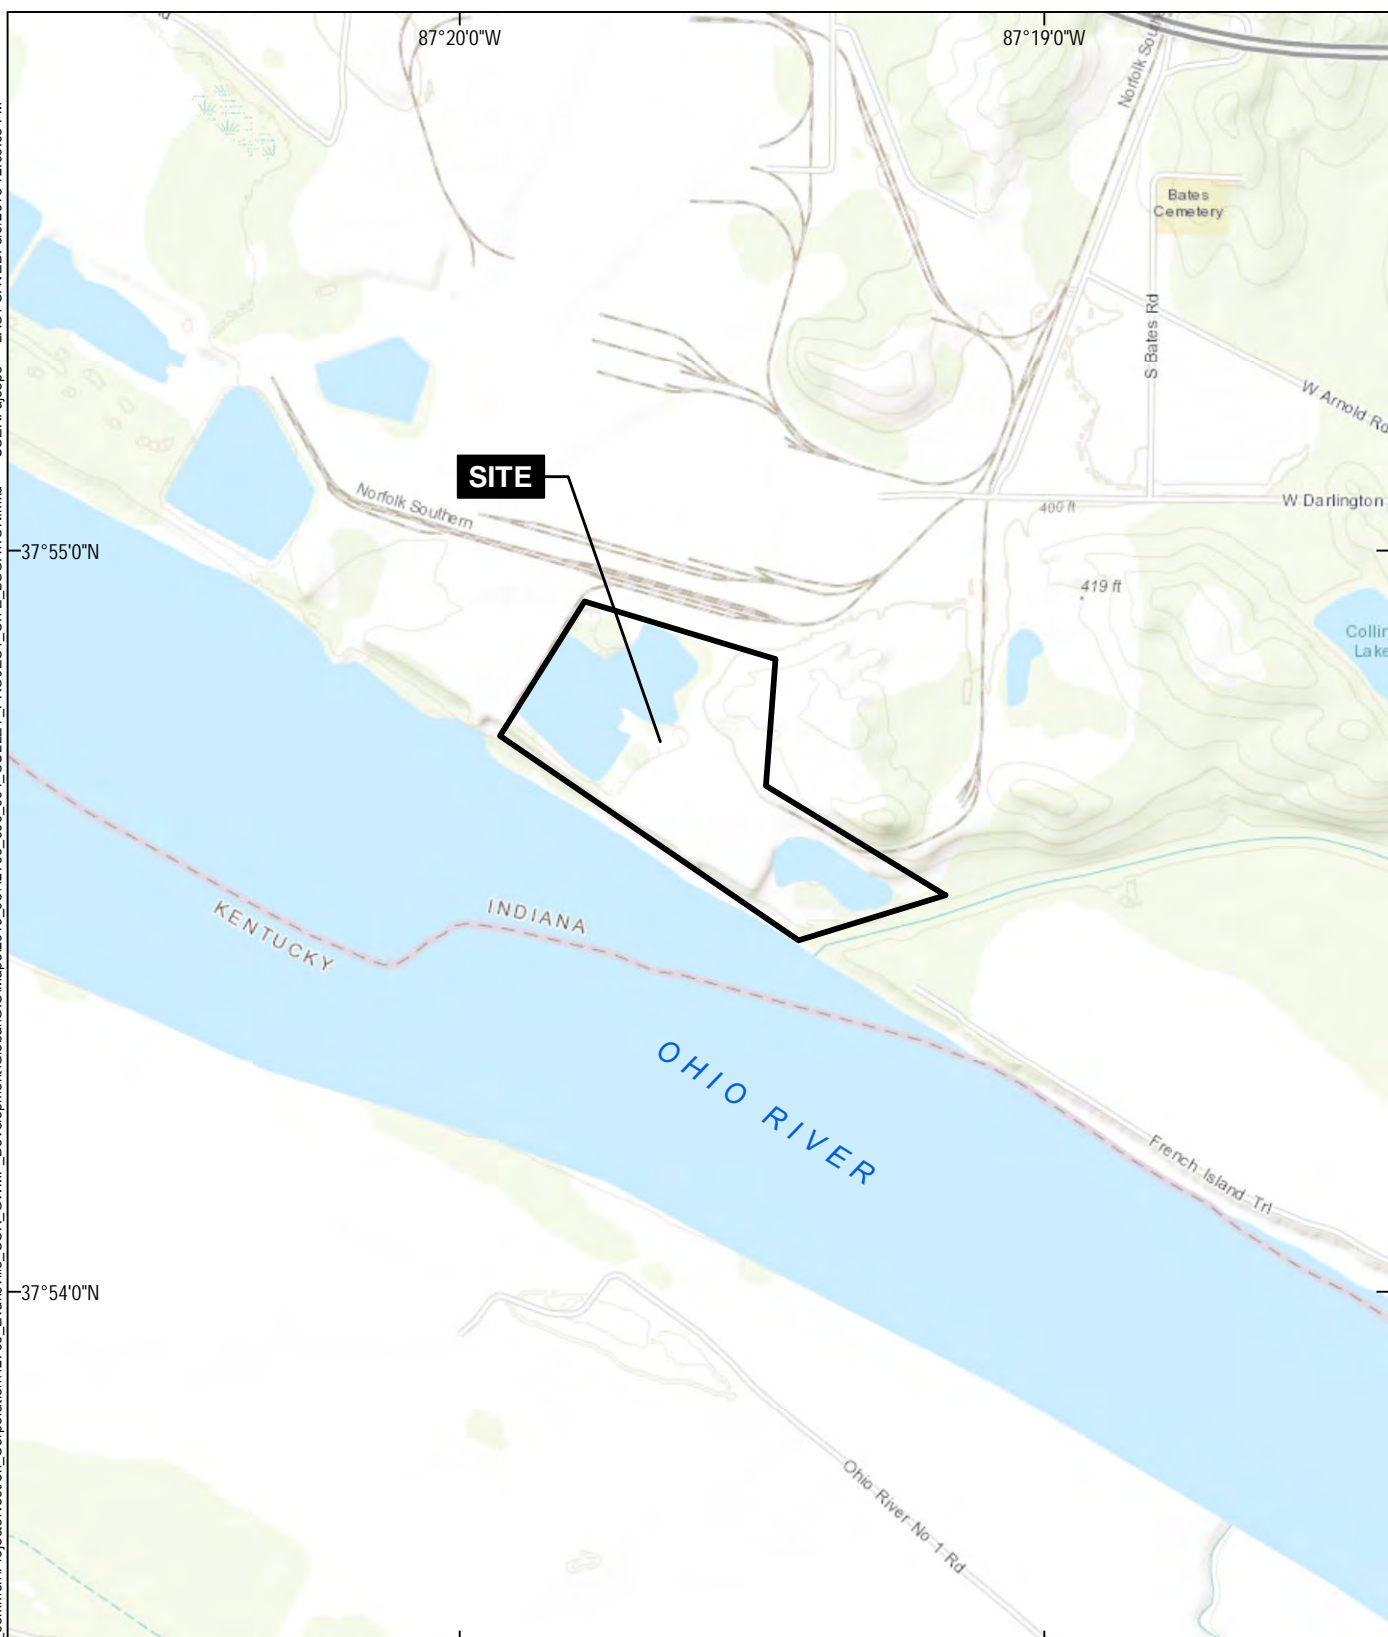 87°20'0"W
87°19'0"W
Norfolk South
Bates
Cemetery
S Bates Rd
W Arnold Rd
SITE
Norfolk Southern
W Darlington
400 ft
37°55'0"N
419 ft
Collin
Lake
INDIANA
KENTUCKY
OHIO RIVER
French Island Trl
37°54'0"N
Ohio River No 1 Rd